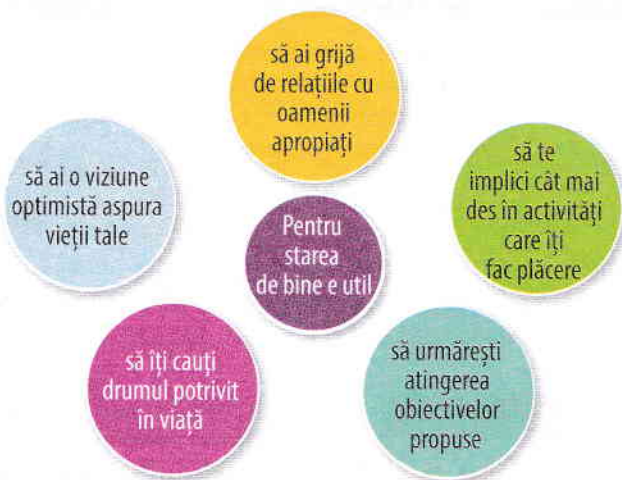 să ai grijă
de relațiile cu
oamenii
apropiați
să ai o viziune
optimistă aspura
vieții tale
să te
implici cât mai
des în activități
care îți
fac plăcere
Pentru
starea
de bine e util
să îți cauți
drumul potrivit
în viață
să urmărești
atingerea
obiectivelor
propuse